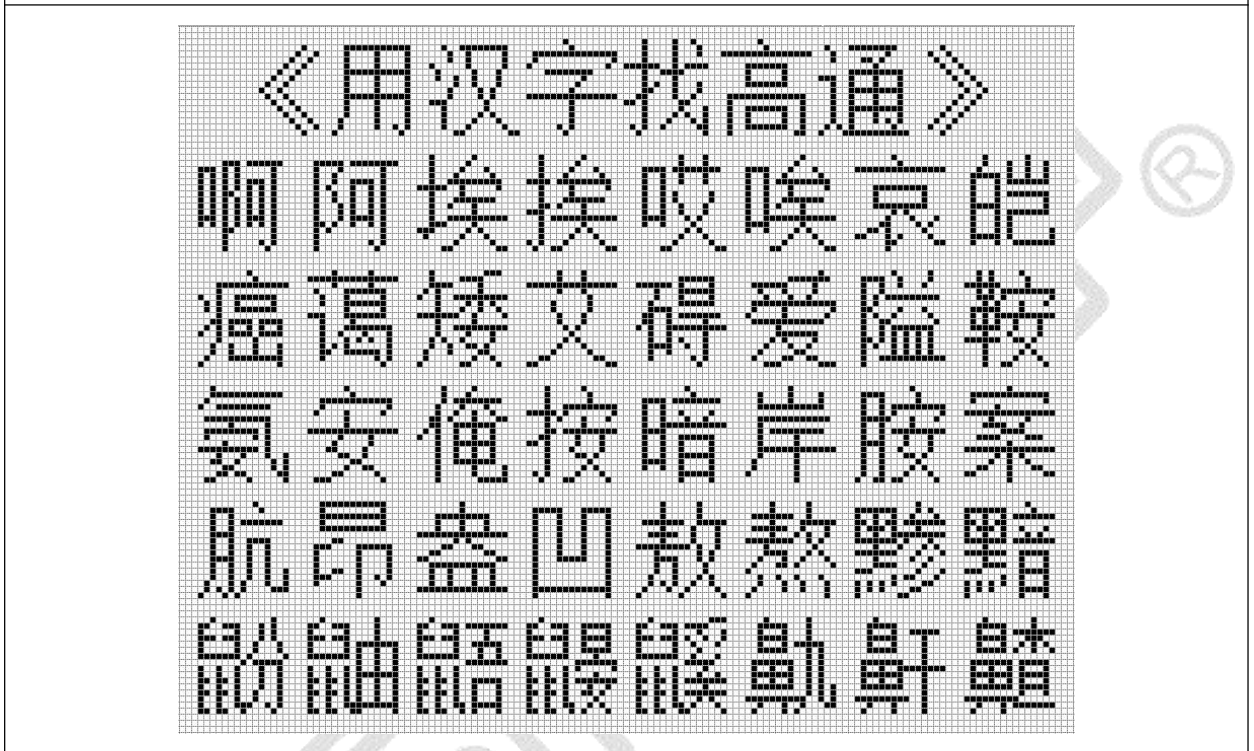 《用汉字找高通》
®
啊阿埃挨哎唉哀皑
癌蔼矮艾碍爱隘鞍
氨安俺按暗岸胺案
肮昂盎凹敖熬黪黯
鼢鼬鼯鼹鼷鼽鼾齄